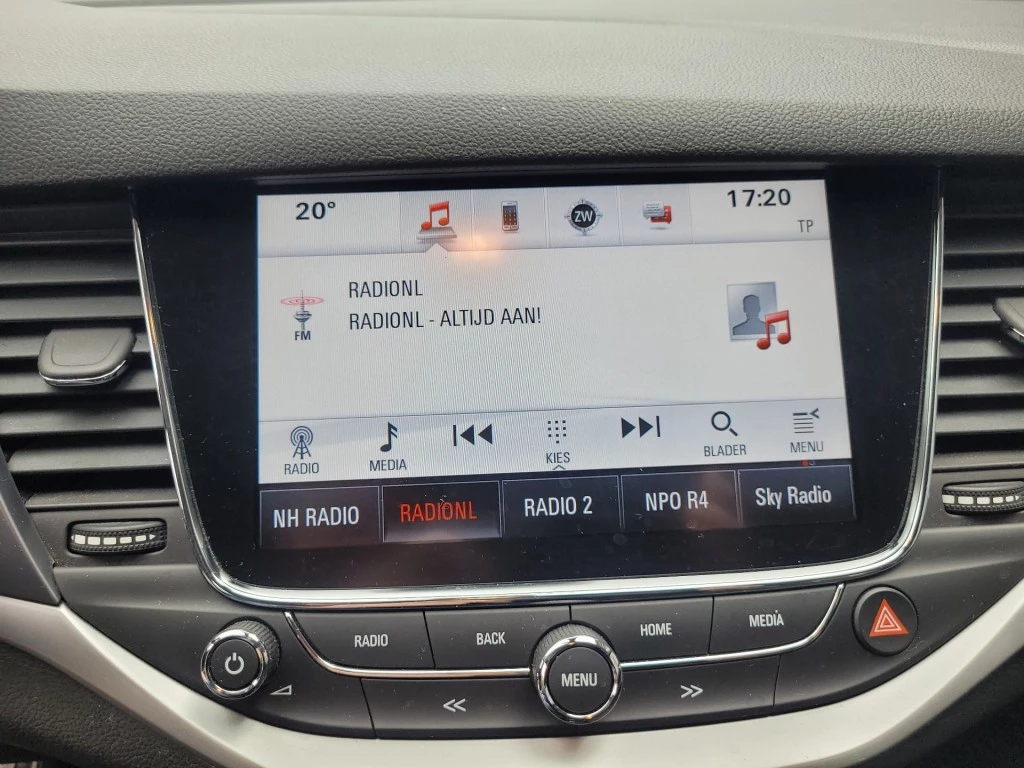 20°
ZW
17:20
TP
FM
RADIONL
RADIONL - ALTIJD AAN!
RADIO
MEDIA
KIES
BLADER
MENU
NH RADIO
RADIONL
RADIO 2
NPO R4
Sky Radio
RADIO
BACK
HOME
MEDIA
MENU